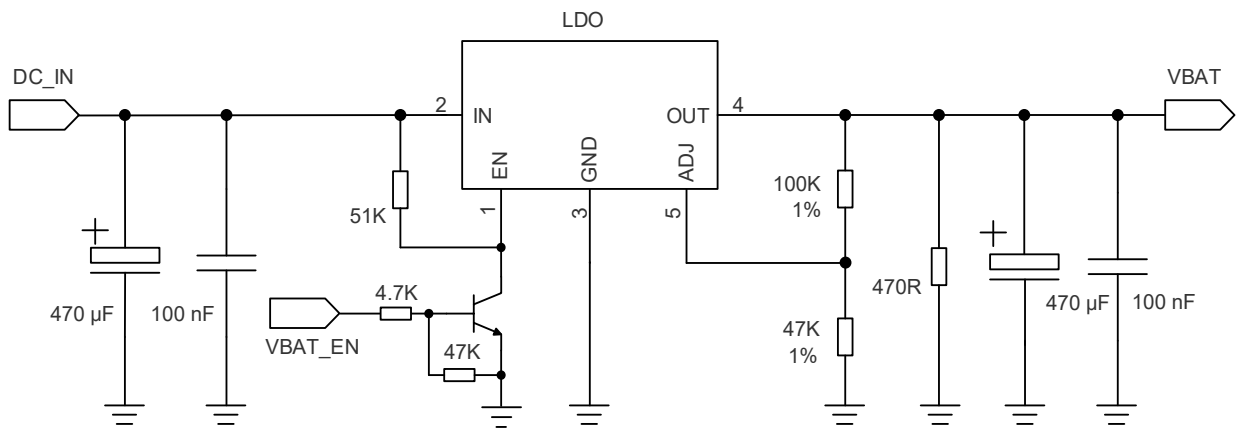 LDO
DC_IN
VBAT
2
IN
OUT
4
EN
GND
ADJ
1
3
5
51K
100K
1%
470 µF
100 nF
4.7K
VBAT_EN
47K
47K
1%
470R
470 µF
100 nF